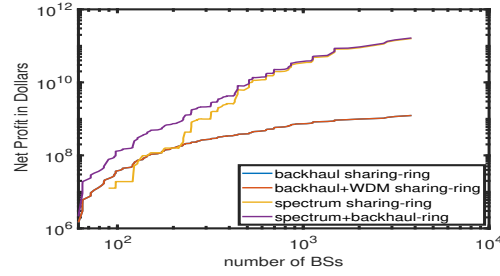 10^12
10^10
10^8
10^6
Net Profit in Dollars
backhaul sharing-ring
backhaul+WDM sharing-ring
spectrum sharing-ring
spectrum+backhaul-ring
10^2 10^3 10^4
number of BSs